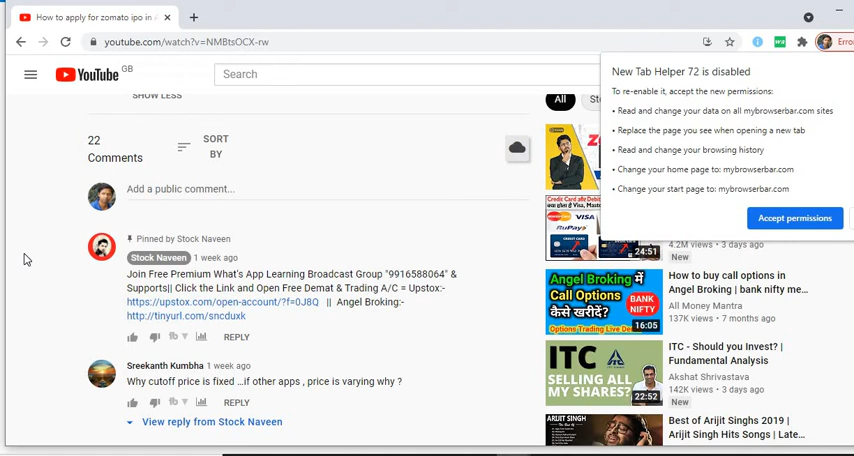 How to apply for zomato ipo in A
youtube.com/watch?v=NMBtsOCX-rw
Error
YouTube GB
Search
SHOW LESS
22
Comments
SORT
BY
Add a public comment...
Pinned by Stock Naveen
Stock Naveen 1 week ago
Join Free Premium What's App Learning Broadcast Group "9916588064" &
Supports|| Click the Link and Open Free Demat & Trading A/C = Upstox:-
https://upstox.com/open-account/?f=0J8Q || Angel Broking:-
http://tinyurl.com/sncduxk
REPLY
Sreekanth Kumbha 1 week ago
Why cutoff price is fixed ...if other apps , price is varying why ?
REPLY
View reply from Stock Naveen
New Tab Helper 72 is disabled
To re-enable it, accept the new permissions:
• Read and change your data on all mybrowserbar.com sites
• Replace the page you see when opening a new tab
• Read and change your browsing history
• Change your home page to: mybrowserbar.com
• Change your start page to: mybrowserbar.com
Accept permissions
All
Credit Card और Debit
VISA
RuPay
24:51
4.2M views • 3 days ago
New
Angel Broking में
Call Options
कैसे खरीदें?
BANK
NIFTY
Options Trading Live De
16:05
How to buy call options in
Angel Broking | bank nifty me...
All Money Mantra
137K views • 7 months ago
ITC
SELLING ALL
MY SHARES?
22:52
ITC - Should you Invest? |
Fundamental Analysis
Akshat Shrivastava
142K views • 3 days ago
New
ARIJIT SINGH
Best of Arijit Singhs 2019 |
Arijit Singh Hits Songs | Late...